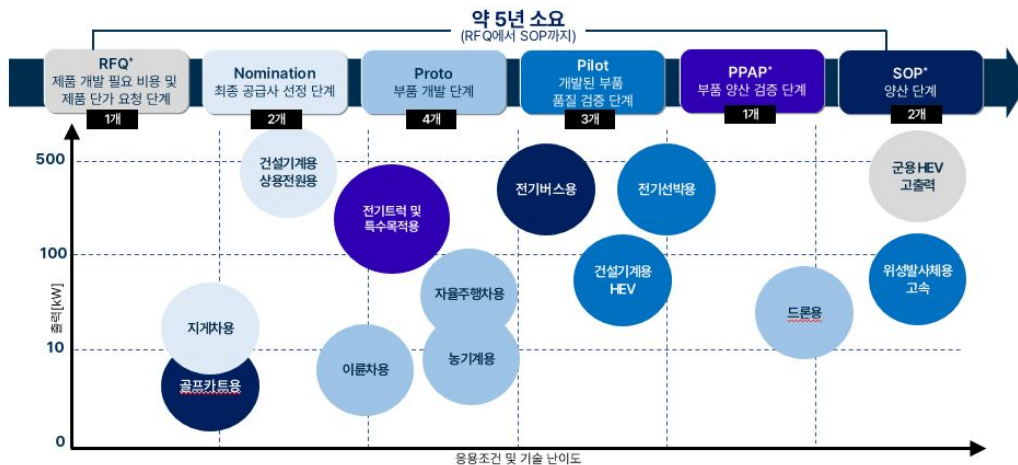 약 5년 소요
(RFQ에서 SOP까지)
RFQ*
제품 개발 필요 비용 및
제품 단가 요청 단계
1개
Nomination
최종 공급사 선정 단계
2개
Proto
부품 개발 단계
4개
Pilot
개발된 부품
품질 검증 단계
3개
PPAP*
부품 양산 검증 단계
1개
SOP*
양산 단계
2개
출력[kW]
500
100
10
0
건설기계용
상용전원용
전기트럭 및
특수목적용
전기버스용
전기선박용
군용 HEV
고출력
자율주행차용
건설기계용
HEV
위성발사체용
고속
지게차용
드론용
골프카트용
이륜차용
농기계용
응용조건 및 기술 난이도